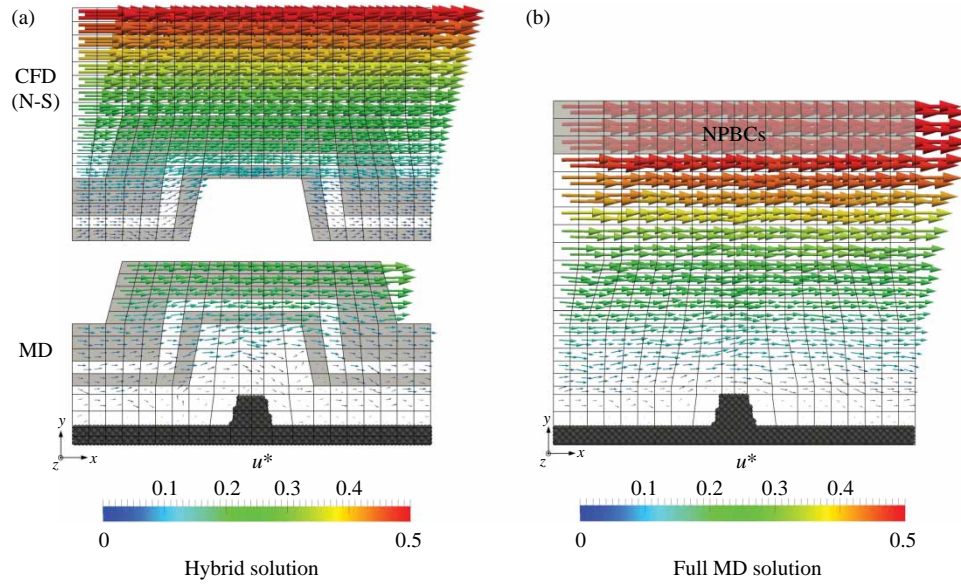 (a)
CFD
(N-S)
MD
y
z
x
u*
0.1 0.2 0.3 0.4
0 0.5
Hybrid solution
(b)
NPBCs
y
z
x
u*
0.1 0.2 0.3 0.4
0 0.5
Full MD solution